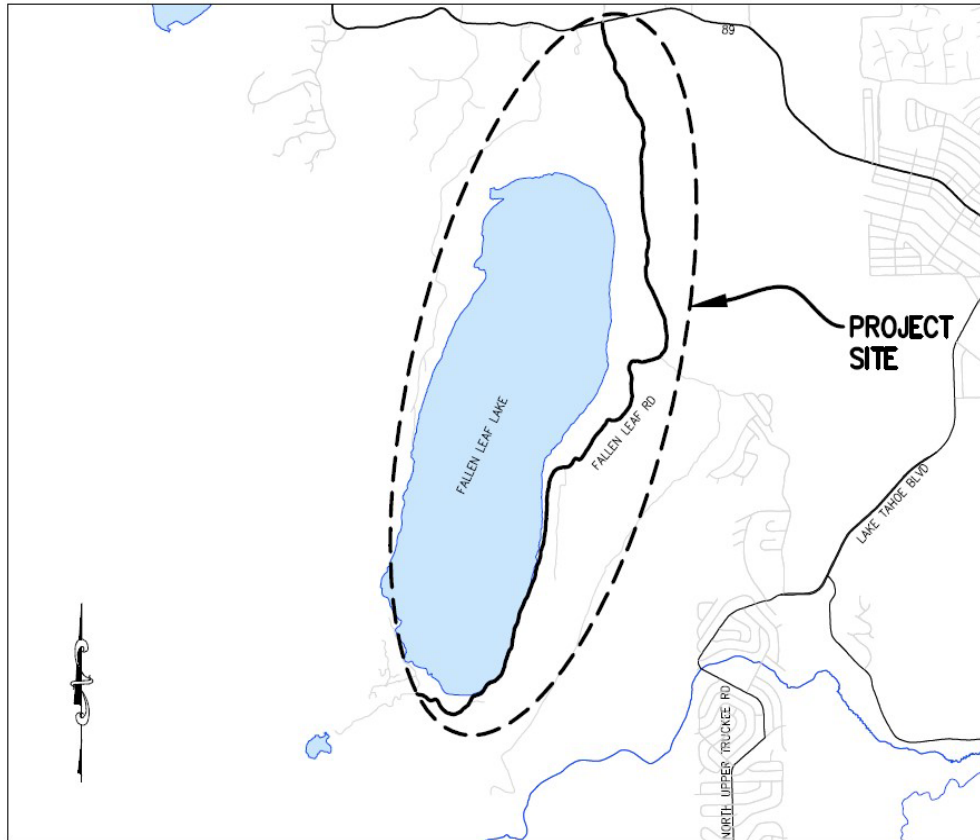 89
PROJECT
SITE
FALLEN LEAF LAKE
FALLEN LEAF RD
LAKE TAHOE BLVD
NORTH UPPER TRUCKEE RD